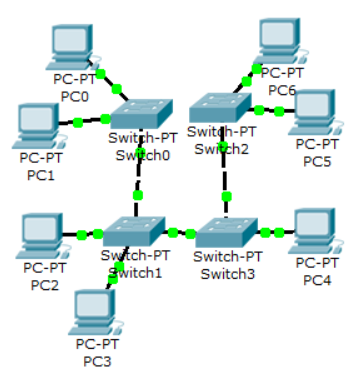 PC-PT
PC0
PC-PT
PC6
Switch-PT
Switch0
Switch-PT
Switch2
PC-PT
PC5
PC-PT
PC1
Switch-PT
Switch1
Switch-PT
Switch3
PC-PT
PC4
PC-PT
PC2
PC-PT
PC3